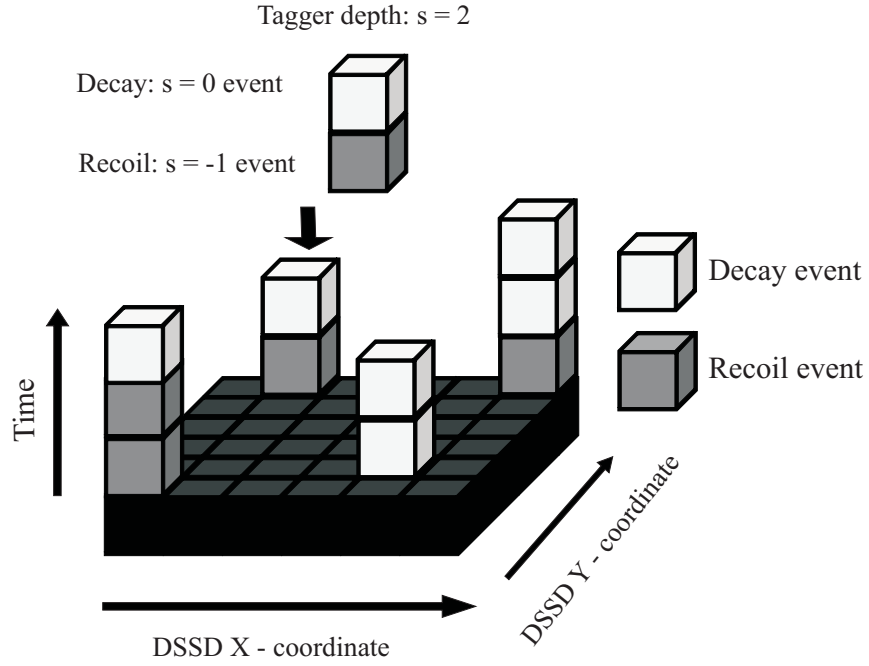 Tagger depth: s = 2
Decay: s = 0 event
Recoil: s = -1 event
Decay event
Recoil event
Time
DSSD Y - coordinate
DSSD X - coordinate